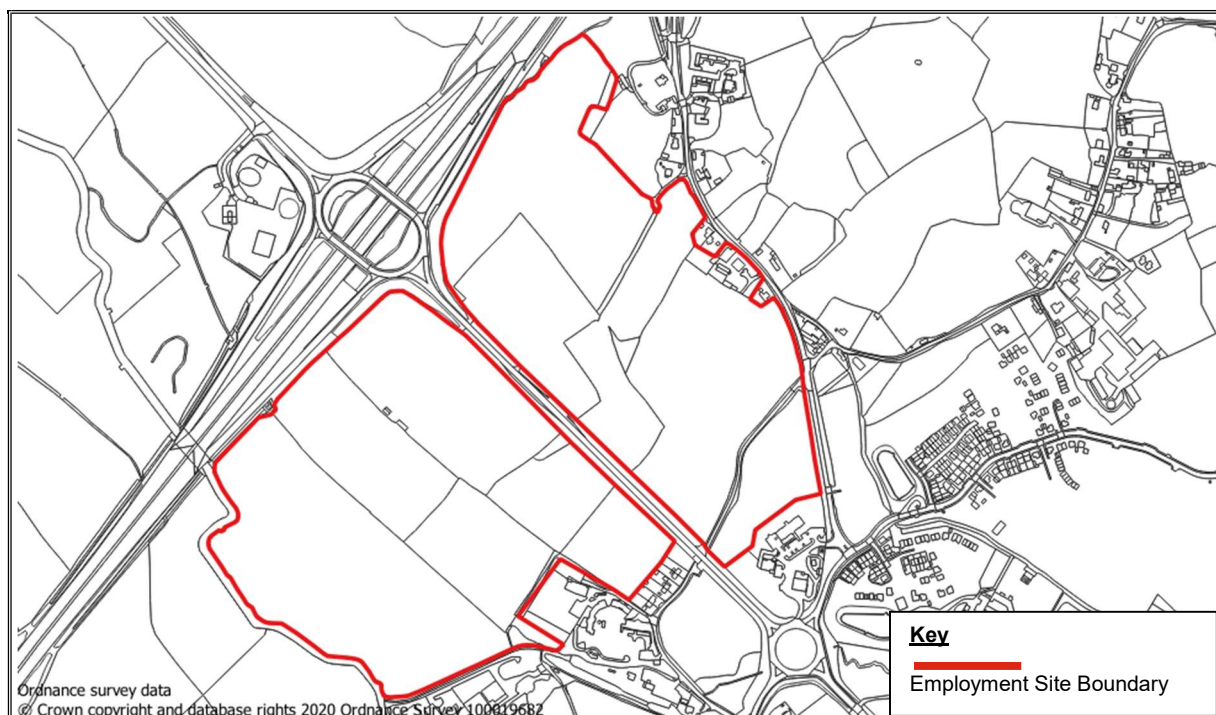 Key
Employment Site Boundary
Ordnance survey data
© Crown copyright and database rights 2020 Ordnance Survey 100019682